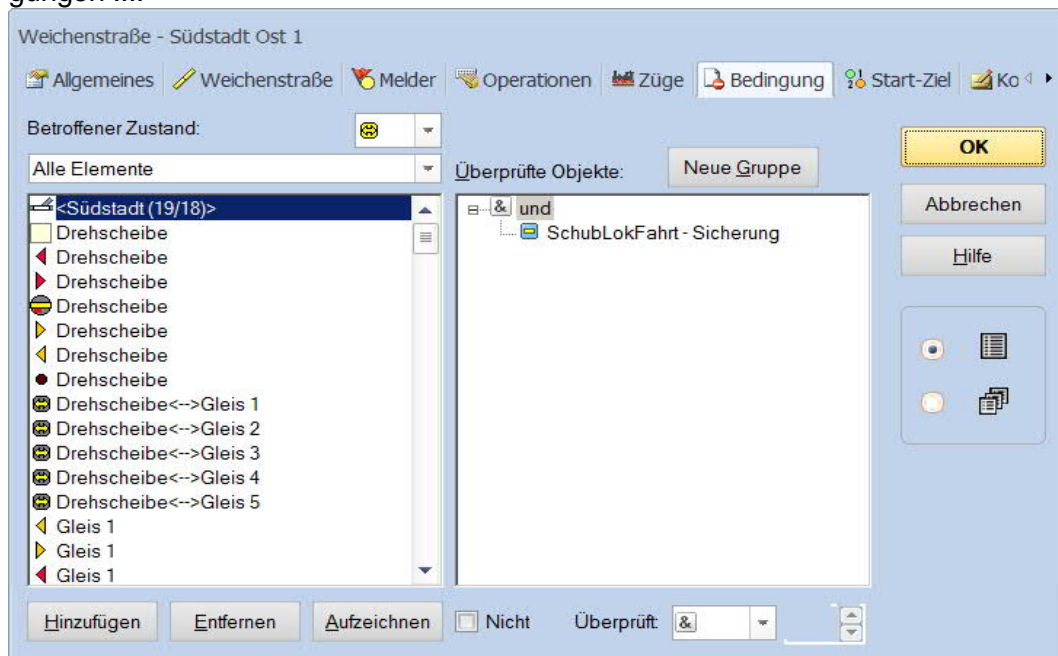 gungen ....
Weichenstraße - Südstadt Ost 1
Allgemeines Weichenstraße Melder Operationen Züge Bedingung Start-Ziel Ko
Betroffener Zustand:
Alle Elemente
Überprüfte Objekte:
Neue Gruppe
OK
Abbrechen
Hilfe
<Südstadt (19/18)>
Drehscheibe
Drehscheibe
Drehscheibe
Drehscheibe
Drehscheibe
Drehscheibe
Drehscheibe
Drehscheibe<-->Gleis 1
Drehscheibe<-->Gleis 2
Drehscheibe<-->Gleis 3
Drehscheibe<-->Gleis 4
Drehscheibe<-->Gleis 5
Gleis 1
Gleis 1
Gleis 1
& und
SchubLokFahrt - Sicherung
Hinzufügen Entfernen Aufzeichnen Nicht Überprüft: &